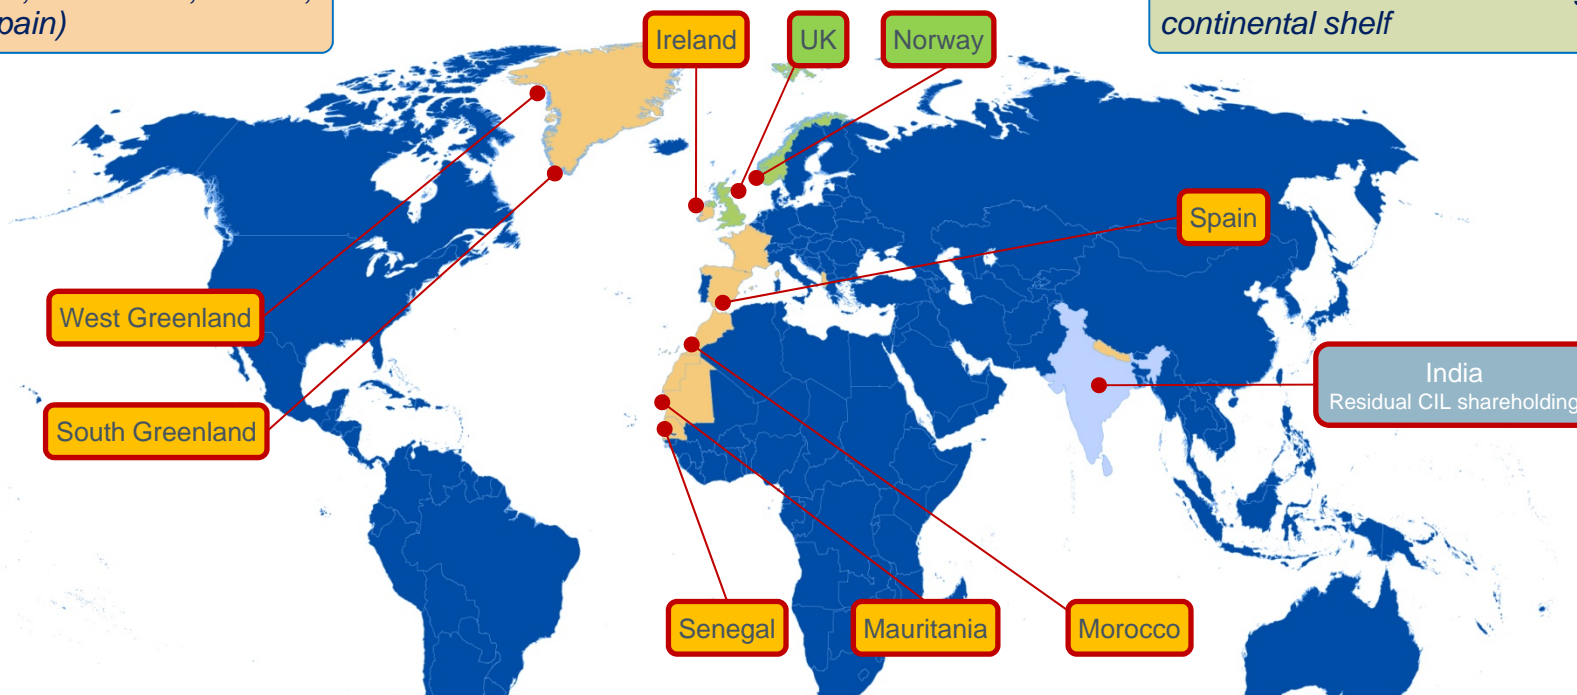 pain)
continental shelf
Ireland
UK
Norway
Spain
West Greenland
India
Residual CIL shareholding
South Greenland
Senegal
Mauritania
Morocco